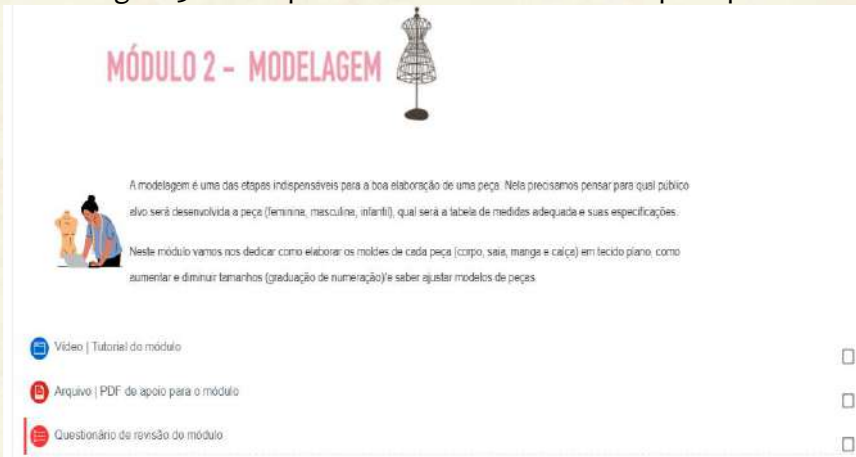 MÓDULO 2 - MODELAGEM
A modelagem é uma das etapas indispensáveis para a boa elaboração de uma peça. Nela precisamos pensar para qual público
alvo será desenvolvida a peça (feminina, masculina, infantil), qual será a tabela de medidas adequada e suas especificações.
Neste módulo vamos nos dedicar como elaborar os moldes de cada peça (corpo, saia, manga e calça) em tecido plano, como
aumentar e diminuir tamanhos (graduação de numeração)/e saber ajustar modelos de peças.
Vídeo | Tutorial do módulo
Arquivo | PDF de apoio para o módulo
Questionário de revisão do módulo